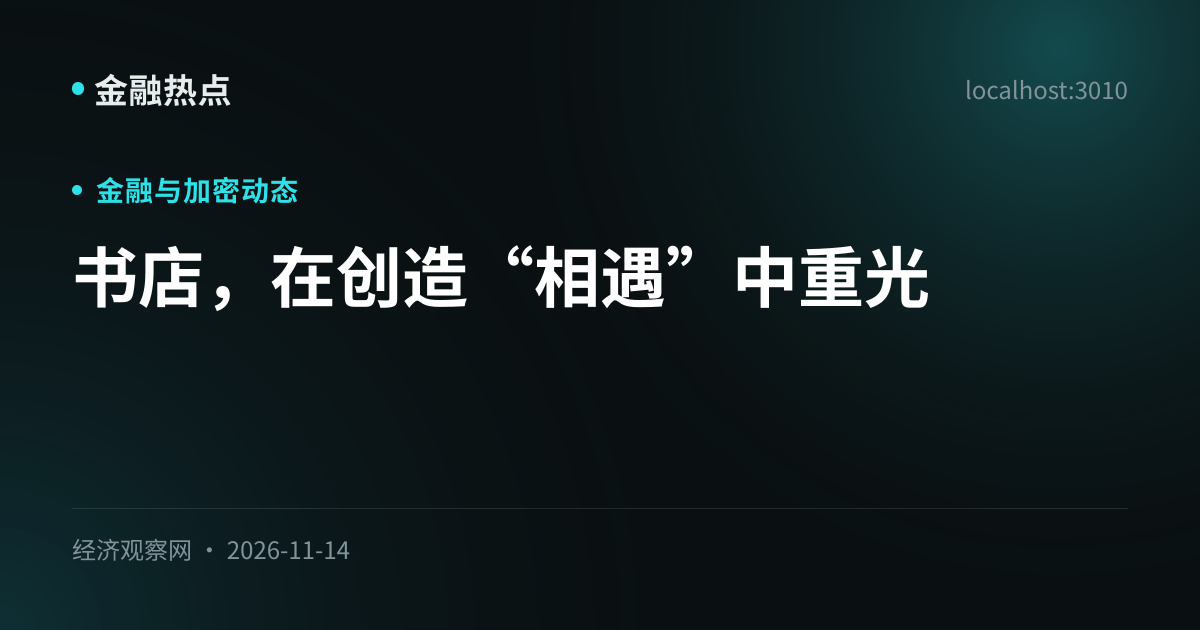 金融热点
localhost:3010
金融与加密动态
书店，在创造“相遇”中重光
经济观察网 · 2026-11-14